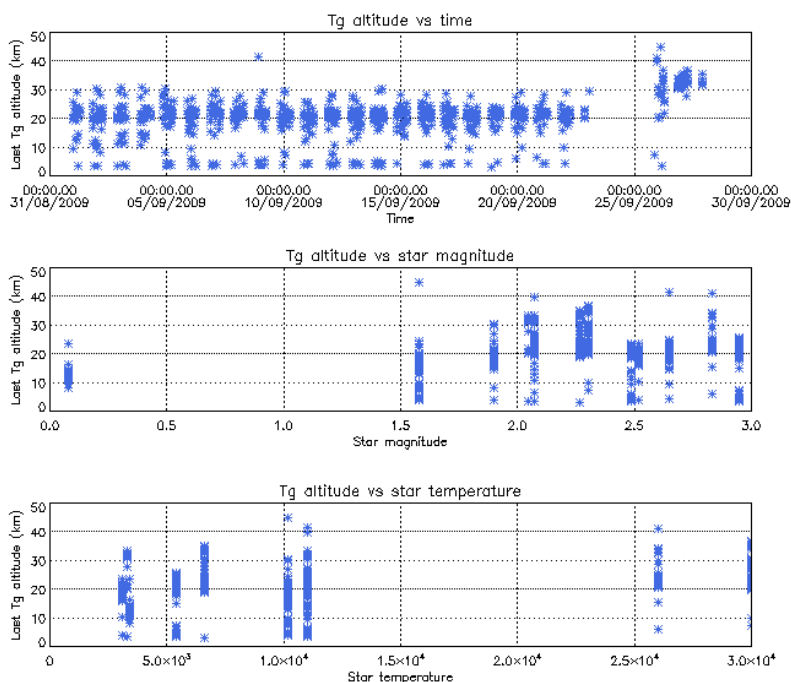 Tg altitude vs time
Last Tg altitude (km)
50
40
30
20
10
0
00:00.00 00:00.00 00:00.00 00:00.00 00:00.00 00:00.00 00:00.00
31/08/2009 05/09/2009 10/09/2009 15/09/2009 20/09/2009 25/09/2009 30/09/2009
Time
Tg altitude vs star magnitude
Last Tg altitude (km)
50
40
30
20
10
0
0.0 0.5 1.0 1.5 2.0 2.5 3.0
Star magnitude
Tg altitude vs star temperature
Last Tg altitude (km)
50
40
30
20
10
0
0 5.0×10³ 1.0×10⁴ 1.5×10⁴ 2.0×10⁴ 2.5×10⁴ 3.0×10⁴
Star temperature